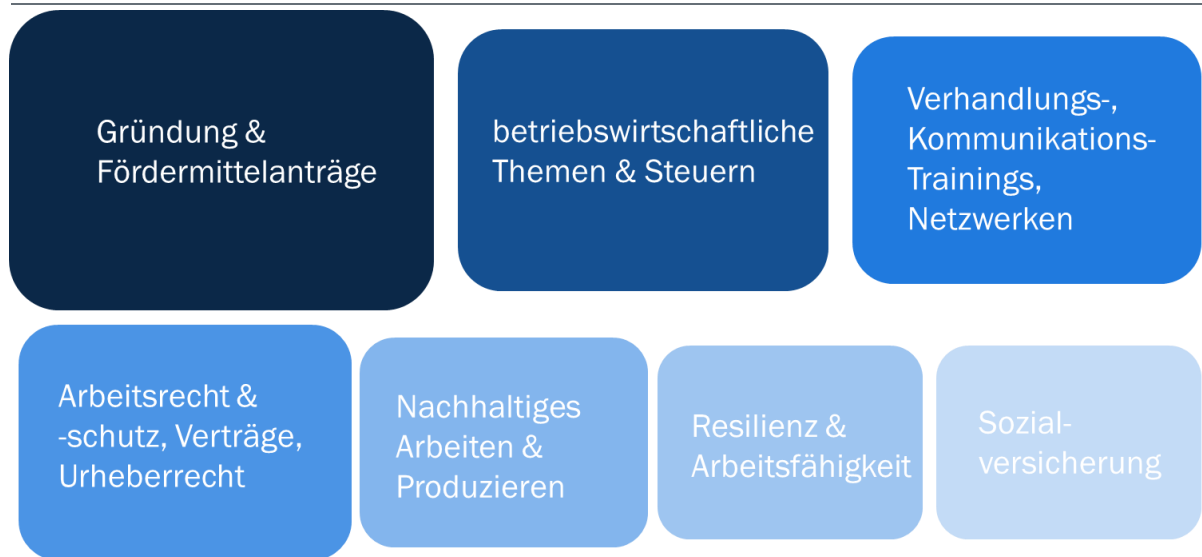 Gründung &
Fördermittelanträge
betriebswirtschaftliche
Themen & Steuern
Verhandlungs-,
Kommunikations-
Trainings,
Netzwerken
Arbeitsrecht &
-schutz, Verträge,
Urheberrecht
Nachhaltiges
Arbeiten &
Produzieren
Resilienz &
Arbeitsfähigkeit
Sozial-
versicherung